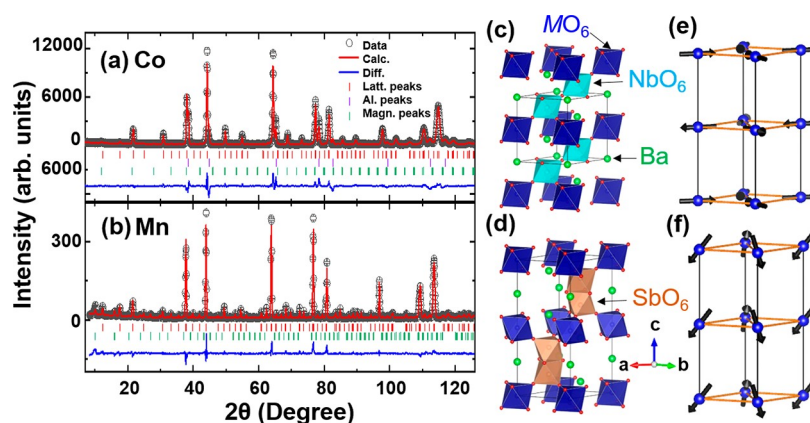 (a) Co
Data
Calc.
Diff.
Latt. peaks
Al. peaks
Magn. peaks
12000
6000
0
6000
(b) Mn
300
0
Intensity (arb. units)
20 40 60 80 100 120
2θ (Degree)
(c)
MO6
NbO6
Ba
(d)
SbO6
c
a
b
(e)
(f)